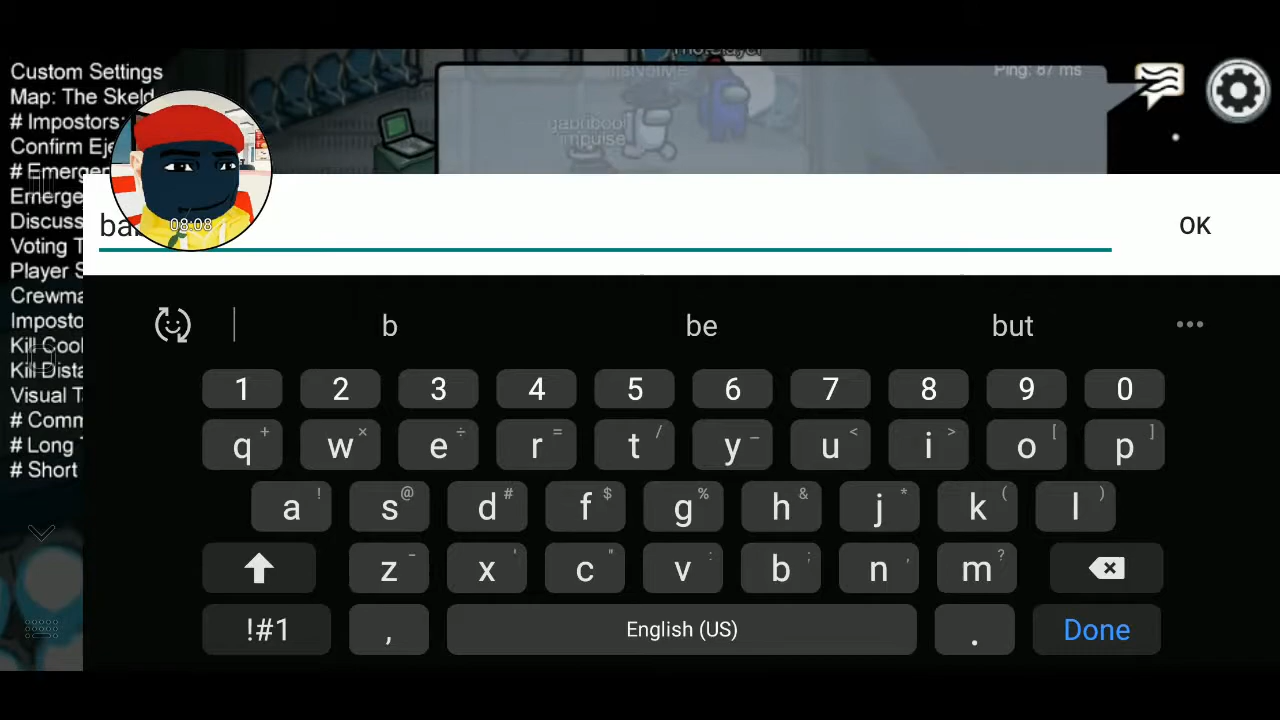 Custom Settings
Map: The Skeld
# Impostors:
Confirm Eje
# Emerger
Emerge
Discuss
Voting T
Player S
Crewma
Imposto
Kill Cool
Kill Dista
Visual Ta
# Comm
# Long T
# Short
Ping: 87 ms
08:08
OK
b be but •••
1 2 3 4 5 6 7 8 9 0
q + w × e ÷ r = t / y _ u < i > o [ p ]
a ! s @ d # f $ g % h & j * k ( l )
z - x ' c " v : b ; n , m ?
!#1 , English (US) . Done